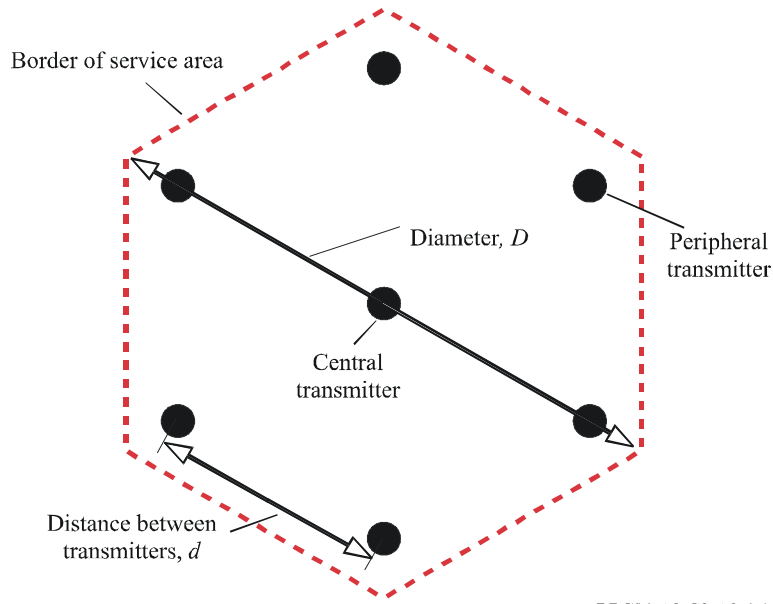 Border of service area
Diameter, D
Peripheral
transmitter
Central
transmitter
Distance between
transmitters, d